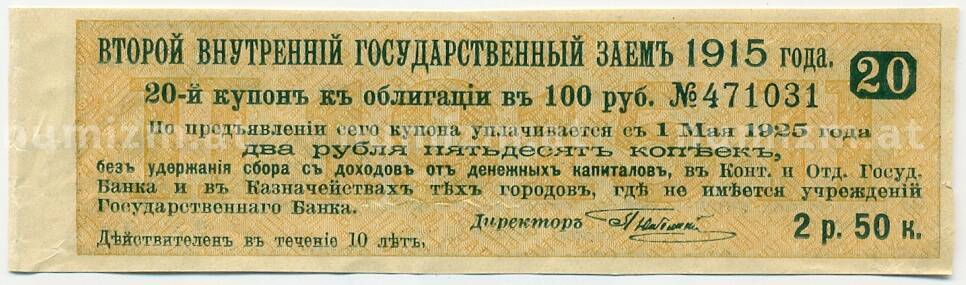 ВТОРОЙ ВНУТРЕННІЙ ГОСУДАРСТВЕННЫЙ ЗАЕМЪ 1915 года.
20
20-й купонъ къ облигаціи въ 100 руб. №471031
По предъявленіи сего купона уплачивается съ 1 Мая 1925 года
два рубля пятьдесятъ копѣекъ,
безъ удержанія сбора съ доходовъ отъ денежныхъ капиталовъ, въ Конт. и Отд. Госуд.
Банка и въ Казначействахъ тѣхъ городовъ, гдѣ не имѣется учрежденій
Государственнаго Банка.
Директоръ
2 р. 50 к.
Дѣйствителенъ въ теченіе 10 лѣтъ,